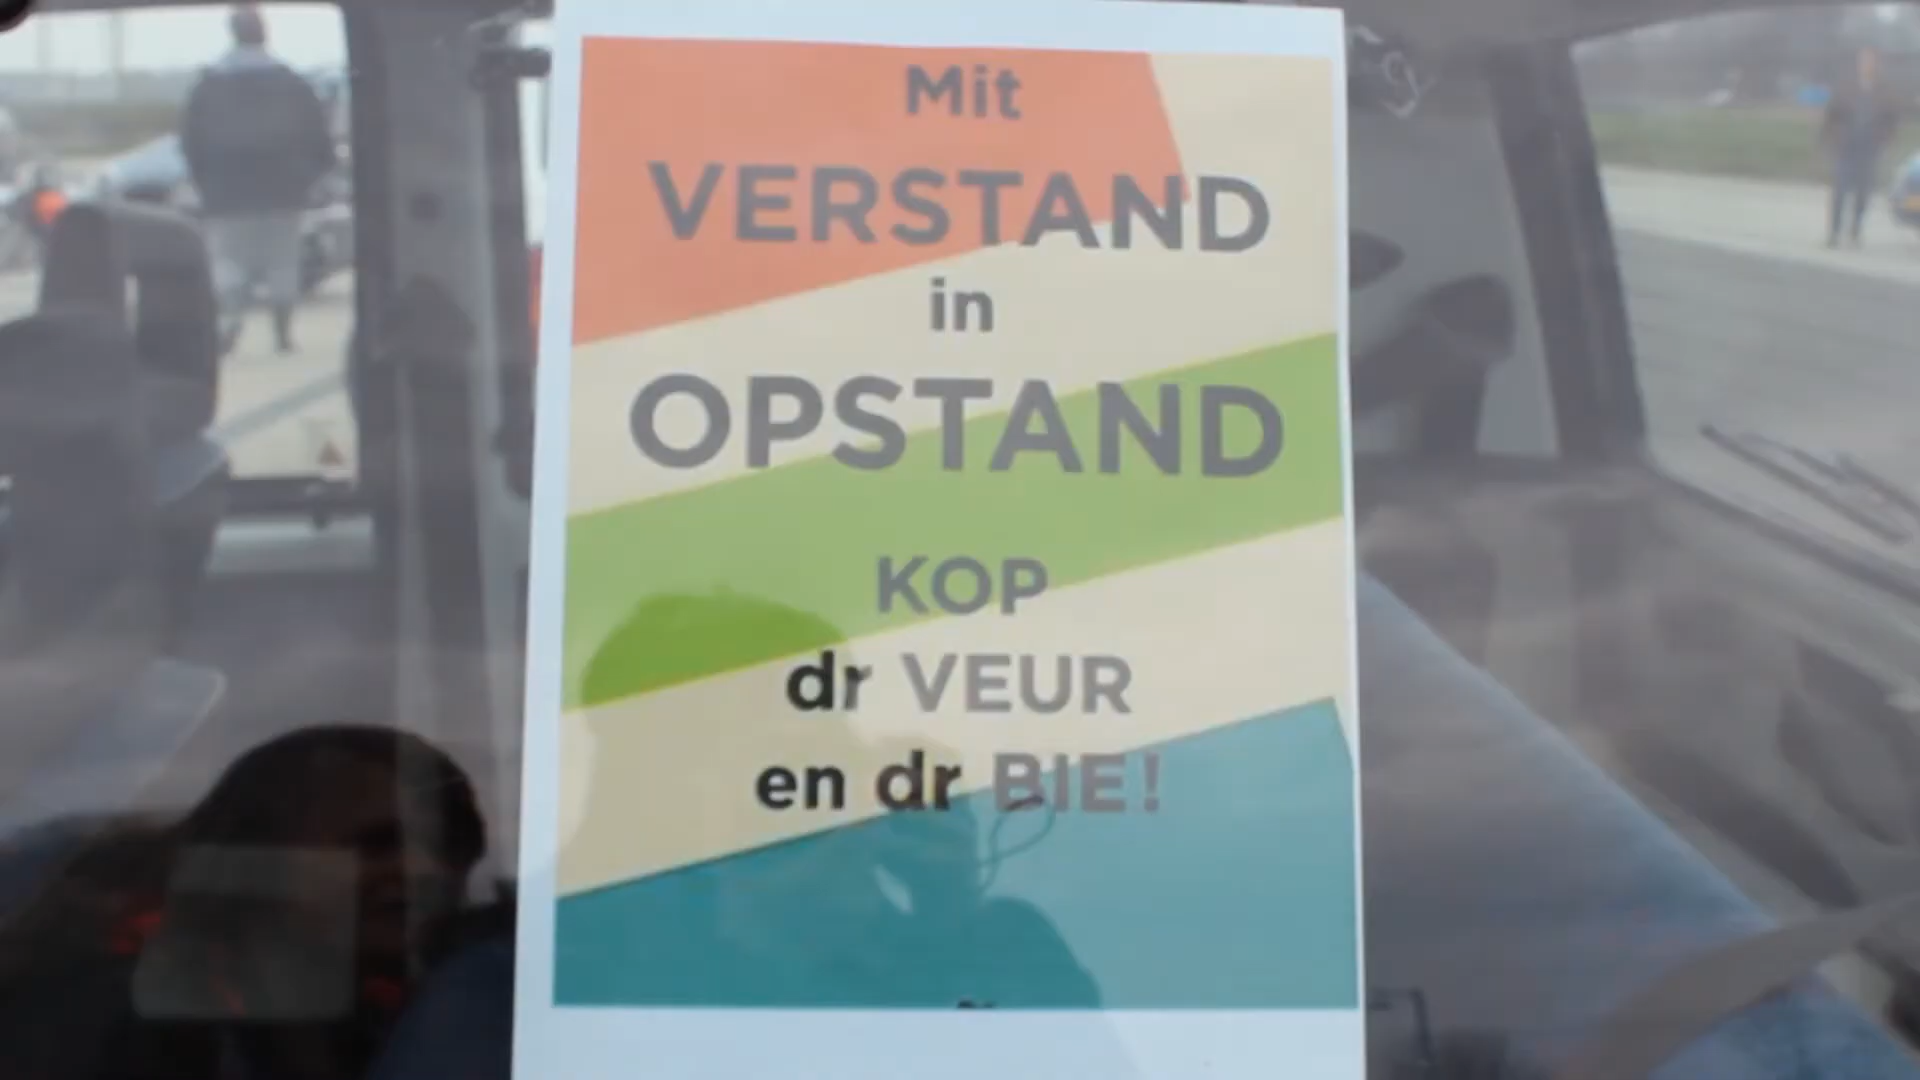 Mit
VERSTAND
in
OPSTAND
KOP
dr VEUR
en dr BIE!